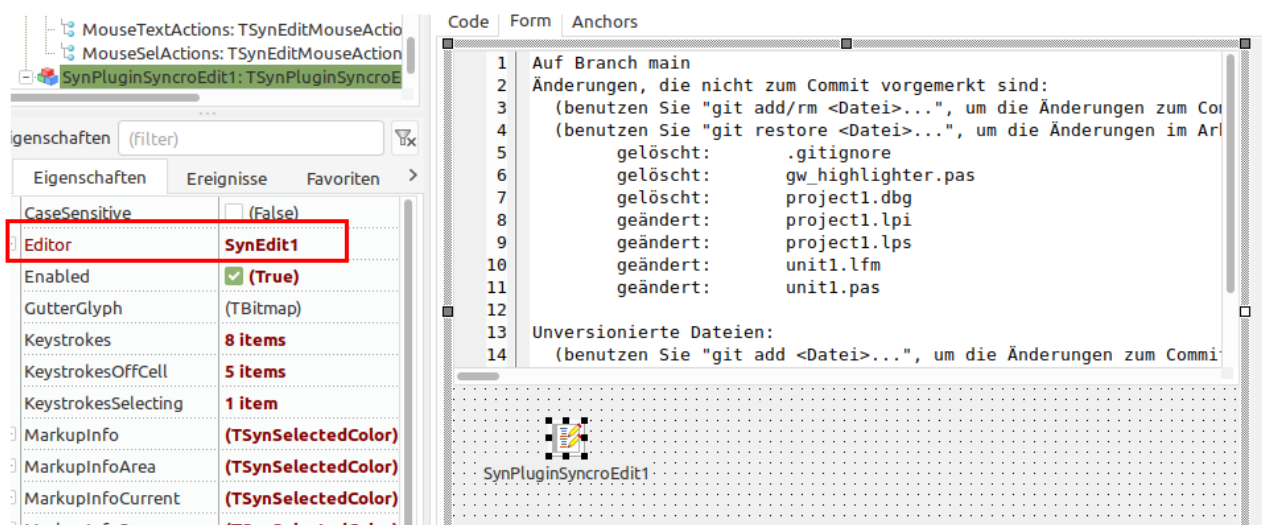 MouseTextActions: TSynEditMouseActio
MouseSelActions: TSynEditMouseAction
SynPluginSyncroEdit1: TSynPluginSyncroE
igenschaften (filter)
Eigenschaften Ereignisse Favoriten >
CaseSensitive (False)
Editor SynEdit1
Enabled (True)
GutterGlyph (TBitmap)
Keystrokes 8 items
KeystrokesOffCell 5 items
KeystrokesSelecting 1 item
MarkupInfo (TSynSelectedColor)
MarkupInfoArea (TSynSelectedColor)
MarkupInfoCurrent (TSynSelectedColor)
Code Form Anchors
1 Auf Branch main
2 Änderungen, die nicht zum Commit vorgemerkt sind:
3 (benutzen Sie "git add/rm <Datei>...", um die Änderungen zum Co
4 (benutzen Sie "git restore <Datei>...", um die Änderungen im Ar
5 gelöscht: .gitignore
6 gelöscht: gw_highlighter.pas
7 gelöscht: project1.dbg
8 geändert: project1.lpi
9 geändert: project1.lps
10 geändert: unit1.lfm
11 geändert: unit1.pas
12
13 Unversionierte Dateien:
14 (benutzen Sie "git add <Datei>...", um die Änderungen zum Commi
SynPluginSyncroEdit1